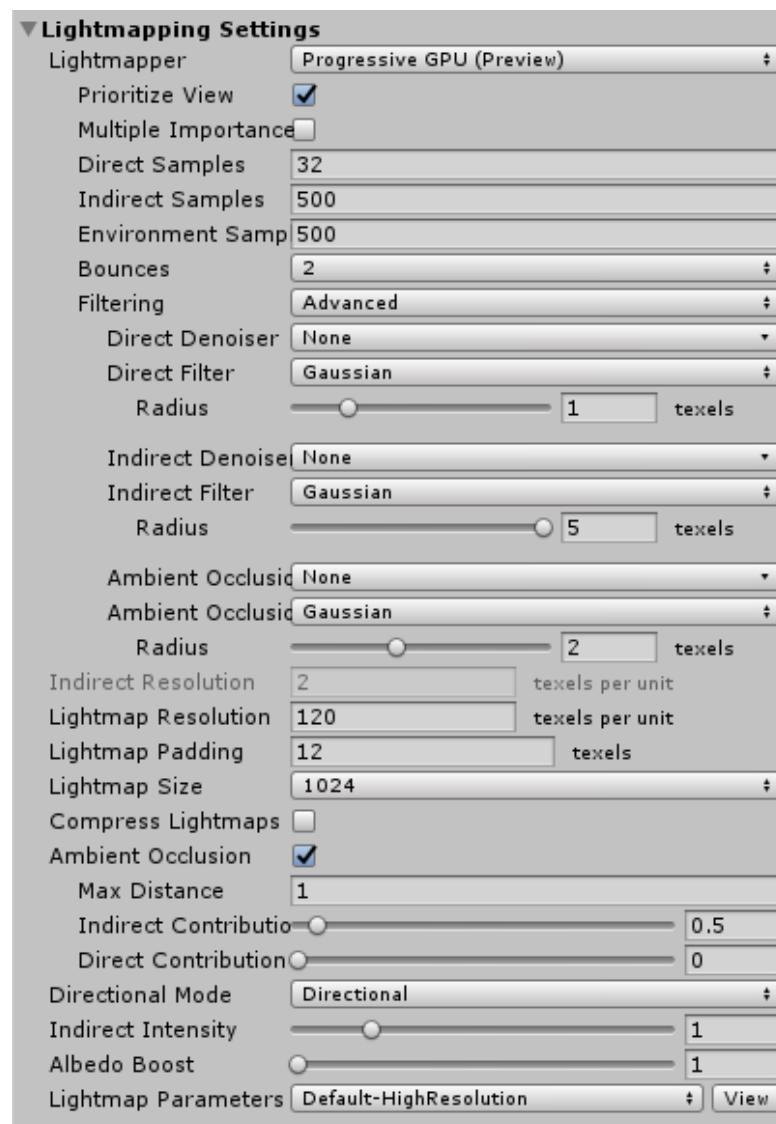 Lightmapping Settings
Lightmapper Progressive GPU (Preview)
Prioritize View
Multiple Importance
Direct Samples 32
Indirect Samples 500
Environment Samp 500
Bounces 2
Filtering Advanced
Direct Denoiser None
Direct Filter Gaussian
Radius 1 texels
Indirect Denoise None
Indirect Filter Gaussian
Radius 5 texels
Ambient Occlusio None
Ambient Occlusio Gaussian
Radius 2 texels
Indirect Resolution 2 texels per unit
Lightmap Resolution 120 texels per unit
Lightmap Padding 12 texels
Lightmap Size 1024
Compress Lightmaps
Ambient Occlusion
Max Distance 1
Indirect Contributio 0.5
Direct Contribution 0
Directional Mode Directional
Indirect Intensity 1
Albedo Boost 1
Lightmap Parameters Default-HighResolution View